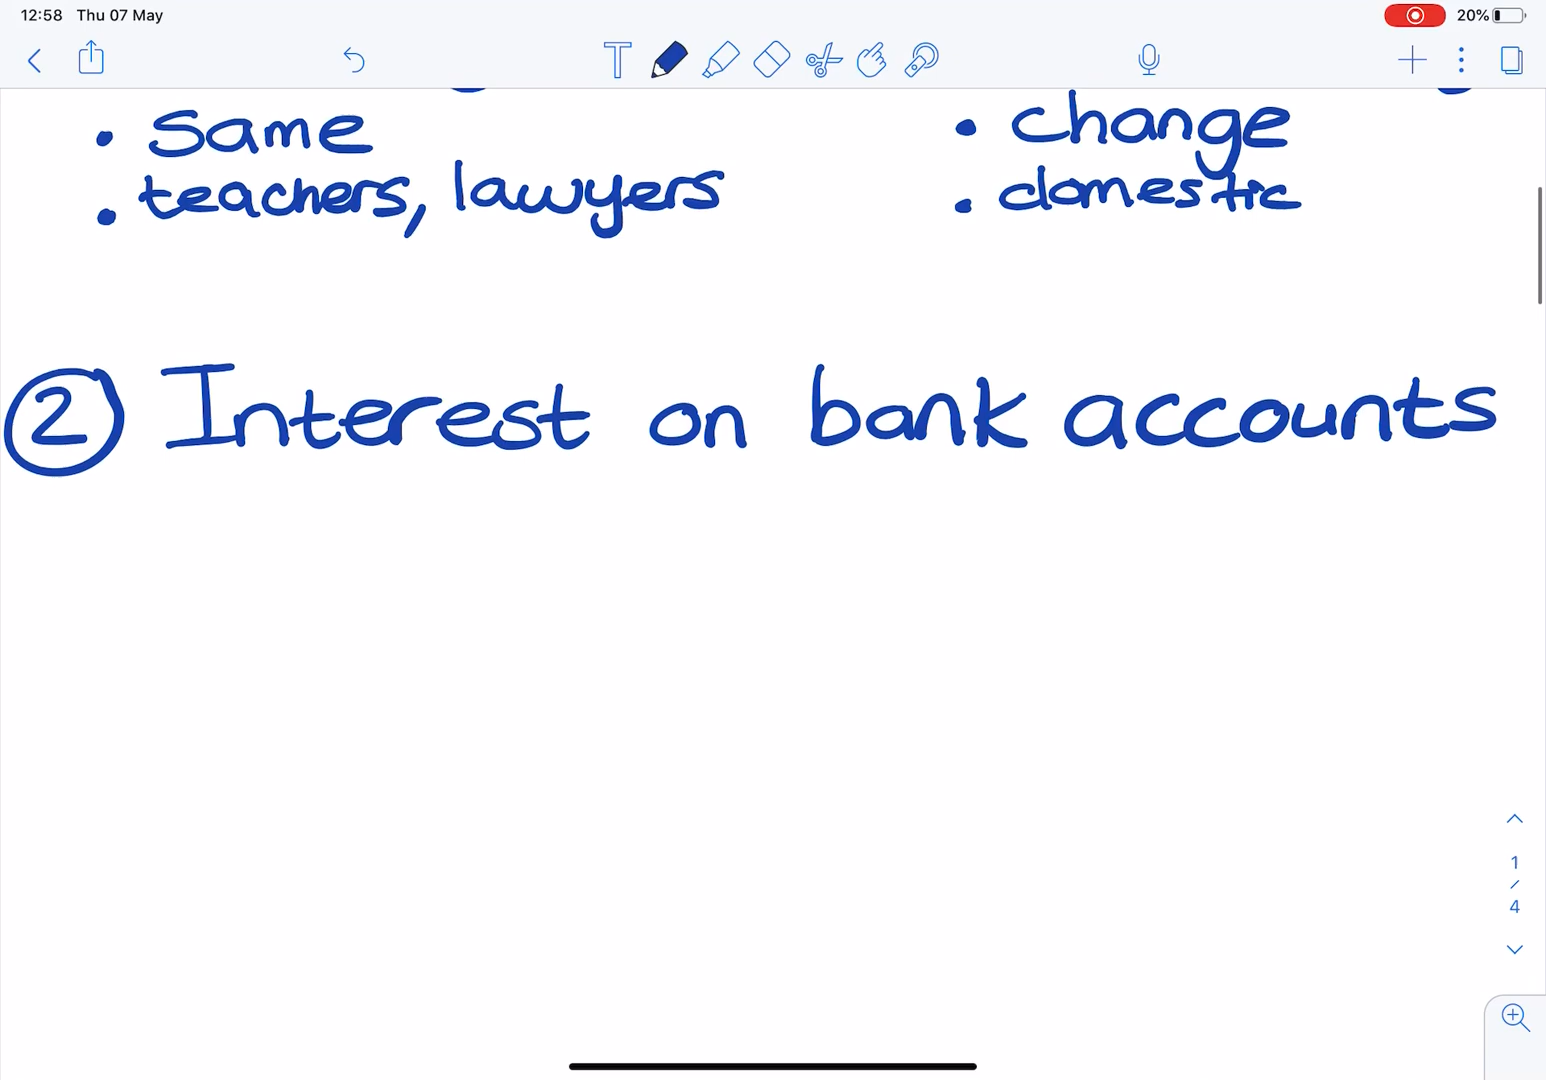 12:58 Thu 07 May 20%
T
• same
• teachers, lawyers
• change
• domestic
② Interest on bank accounts
1
/
4